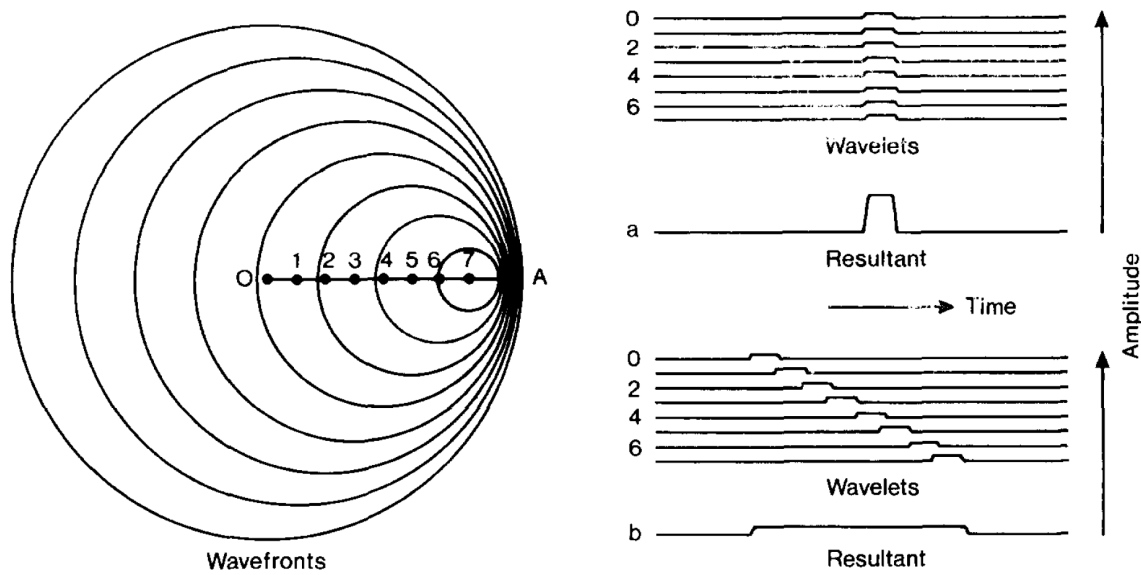 O 1 2 3 4 5 6 7 A
Wavefronts
0
2
4
6
Wavelets
a
Resultant
Time
Amplitude
0
2
4
6
Wavelets
b
Resultant